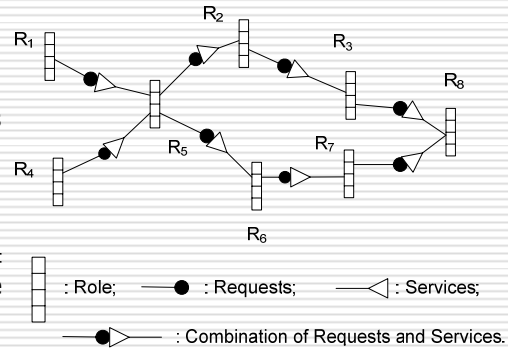 R2
R1
R3
R8
R5
R7
R4
R6
: Role; : Requests; : Services;
: Combination of Requests and Services.